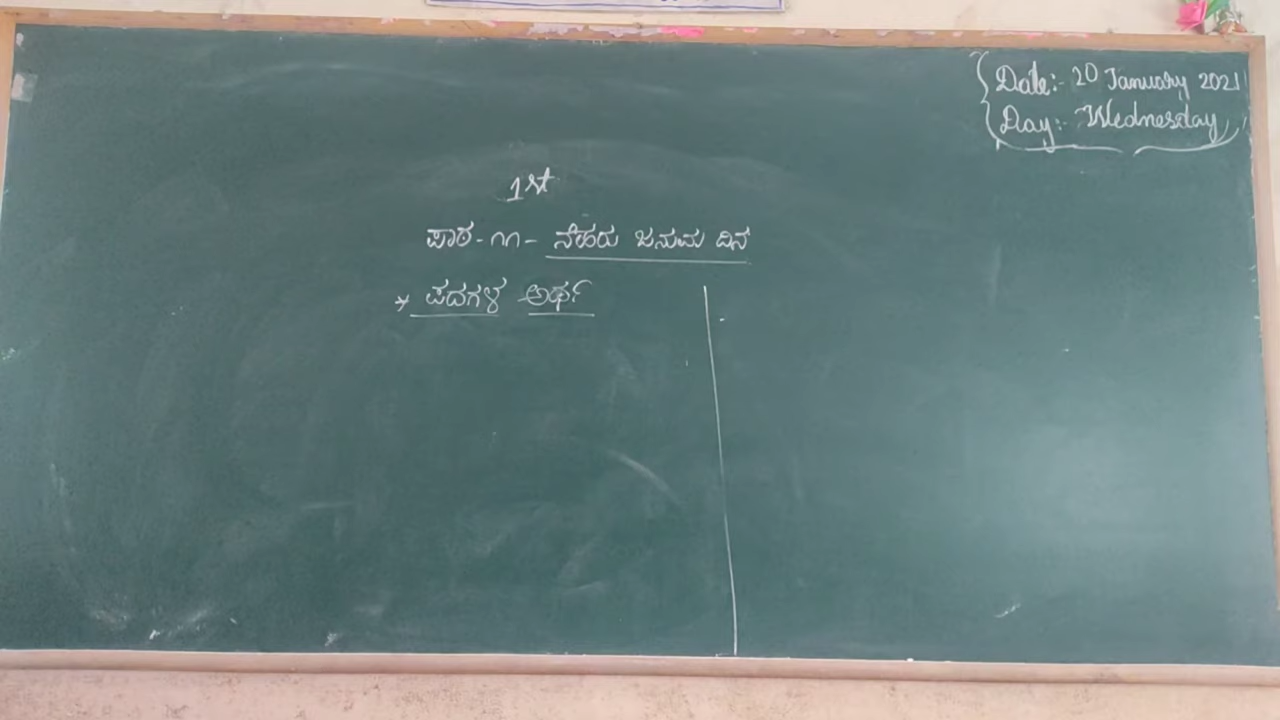 Date:- 20 January 2021
Day:- Wednesday
1st
ಪಾಠ - ೧೧ - ನೆಹರು ಜನುಮ ದಿನ
* ಪದಗಳ ಅರ್ಥ